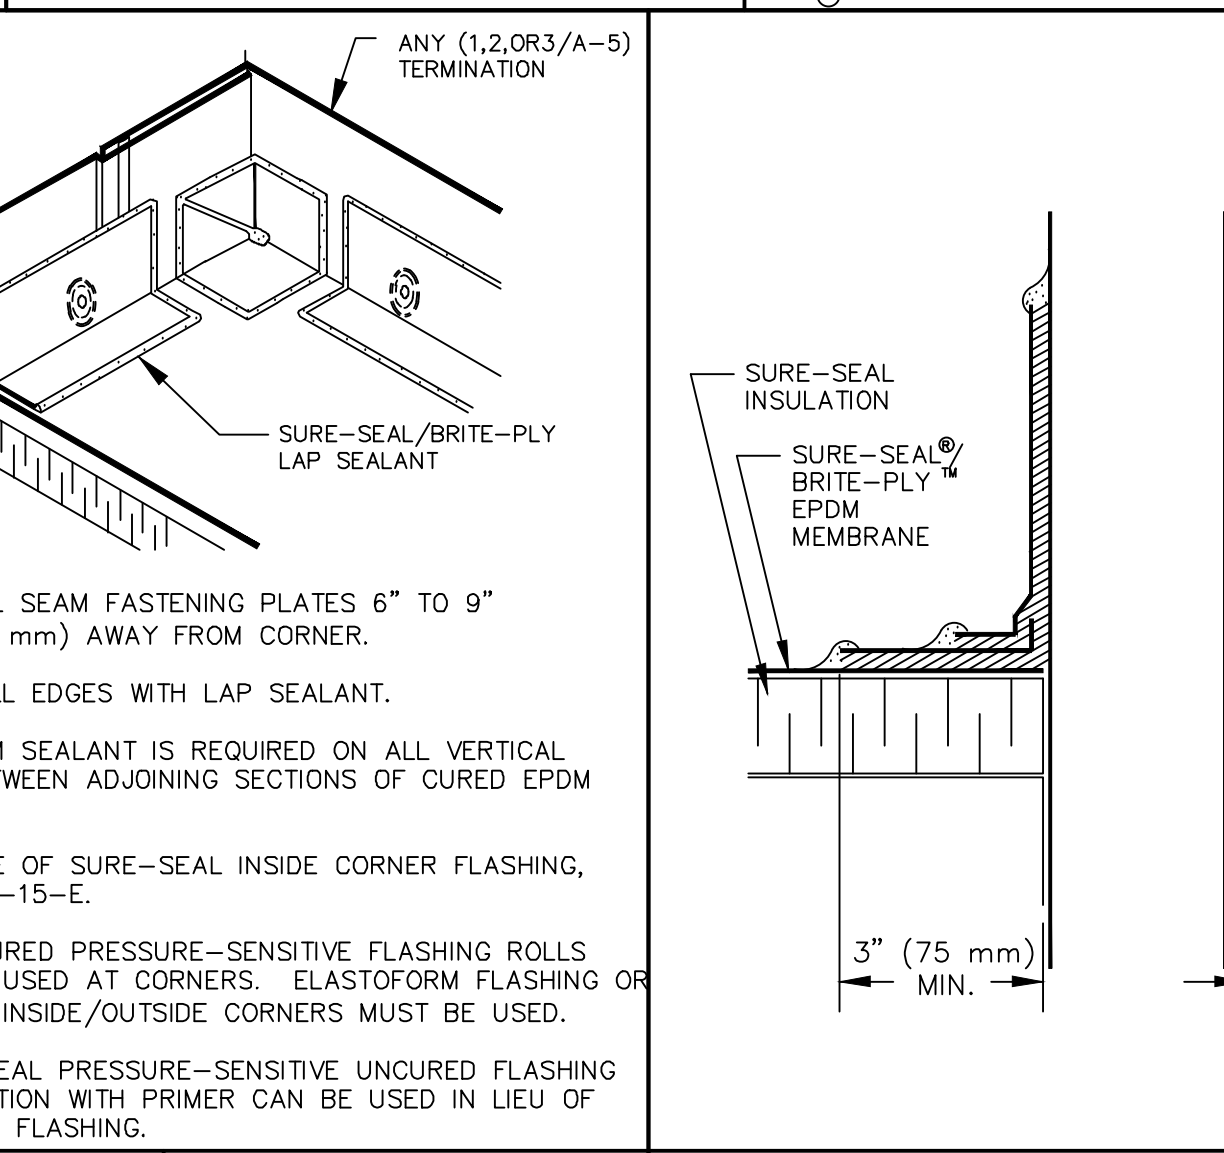 ANY (1,2,OR3/A-5)
TERMINATION
SURE-SEAL/BRITE-PLY
LAP SEALANT
SEAM FASTENING PLATES 6” TO 9”
mm) AWAY FROM CORNER.
EDGES WITH LAP SEALANT.
SEALANT IS REQUIRED ON ALL VERTICAL
ADJOINING SECTIONS OF CURED EPDM
OF SURE-SEAL INSIDE CORNER FLASHING,
-15-E.
PRESSURE-SENSITIVE FLASHING ROLLS
USED AT CORNERS. ELASTOFORM FLASHING OR
INSIDE/OUTSIDE CORNERS MUST BE USED.
PRESSURE-SENSITIVE UNCURED FLASHING
WITH PRIMER CAN BE USED IN LIEU OF
FLASHING.
SURE-SEAL
INSULATION
SURE-SEAL®/
BRITE-PLY™
EPDM
MEMBRANE
3” (75 mm)
MIN.